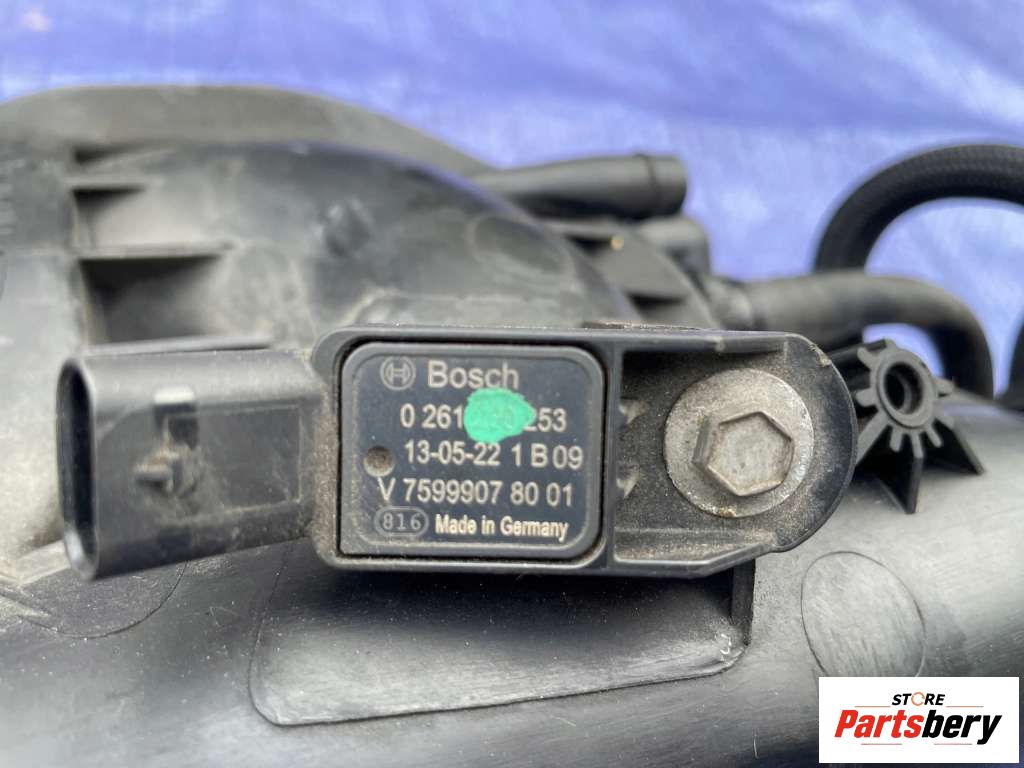 Bosch
0 261 253
13-05-22 1 B 09
V 7599907 80 01
816 Made in Germany
STORE
Partsbery